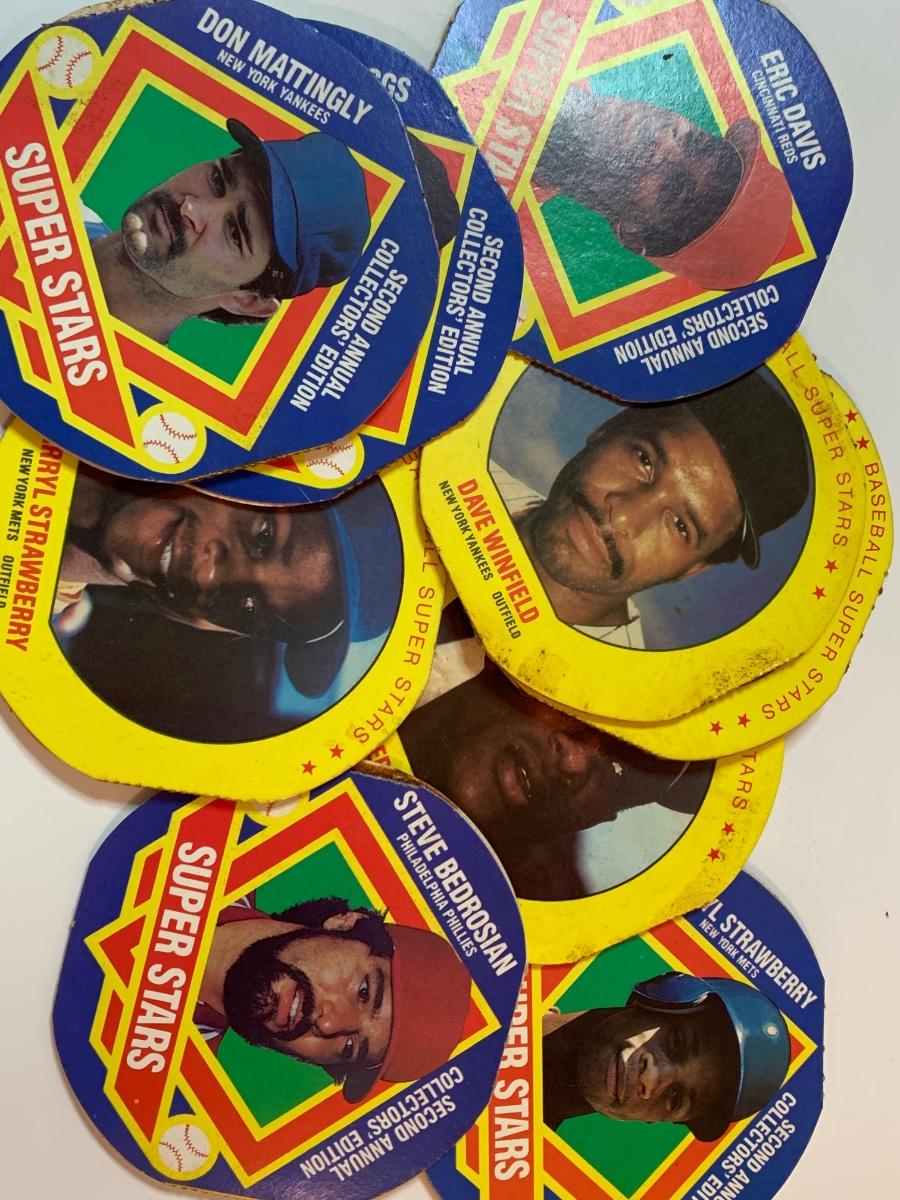 DON MATTINGLY
NEW YORK YANKEES
SUPER STARS
SECOND ANNUAL
COLLECTORS' EDITION
GGS
SECOND ANNUAL
COLLECTORS' EDITION
ERIC DAVIS
CINCINNATI REDS
SUPER STA
SECOND ANNUAL
COLLECTORS' EDITION
RRYL STRAWBERRY
NEW YORK METS OUTFIELD
LL SUPER STARS ★ ★
DAVE WINFIELD
NEW YORK YANKEES OUTFIELD
ALL SUPER STARS ★ ★
★ ★ BASEBALL SUPER STARS ★ ★
TARS ★ ★
STEVE BEDROSIAN
PHILADELPHIA PHILLIES
SUPER STARS
SECOND ANNUAL
COLLECTORS' EDITION
YL STRAWBERRY
NEW YORK METS
UPER STARS
SECOND ANNUAL
COLLECTORS' EDITION